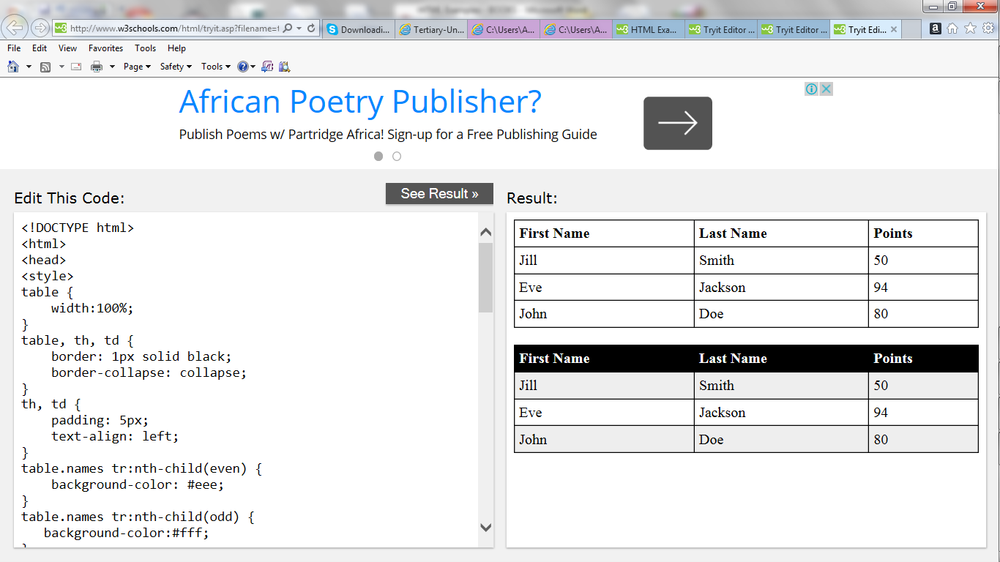 http://www.w3schools.com/html/tryit.asp?filename=t
Downloadi...
Tertiary-Un...
C:\Users\A...
C:\Users\A...
HTML Exa...
Tryit Editor ...
Tryit Editor ...
Tryit Edi...
File Edit View Favorites Tools Help
Page Safety Tools
African Poetry Publisher?
Publish Poems w/ Partridge Africa! Sign-up for a Free Publishing Guide
Edit This Code:
See Result »
<!DOCTYPE html>
<html>
<head>
<style>
table {
    width:100%;
}
table, th, td {
    border: 1px solid black;
    border-collapse: collapse;
}
th, td {
    padding: 5px;
    text-align: left;
}
table.names tr:nth-child(even) {
    background-color: #eee;
}
table.names tr:nth-child(odd) {
   background-color:#fff;
}
Result:
First Name Last Name Points
Jill Smith 50
Eve Jackson 94
John Doe 80
First Name Last Name Points
Jill Smith 50
Eve Jackson 94
John Doe 80